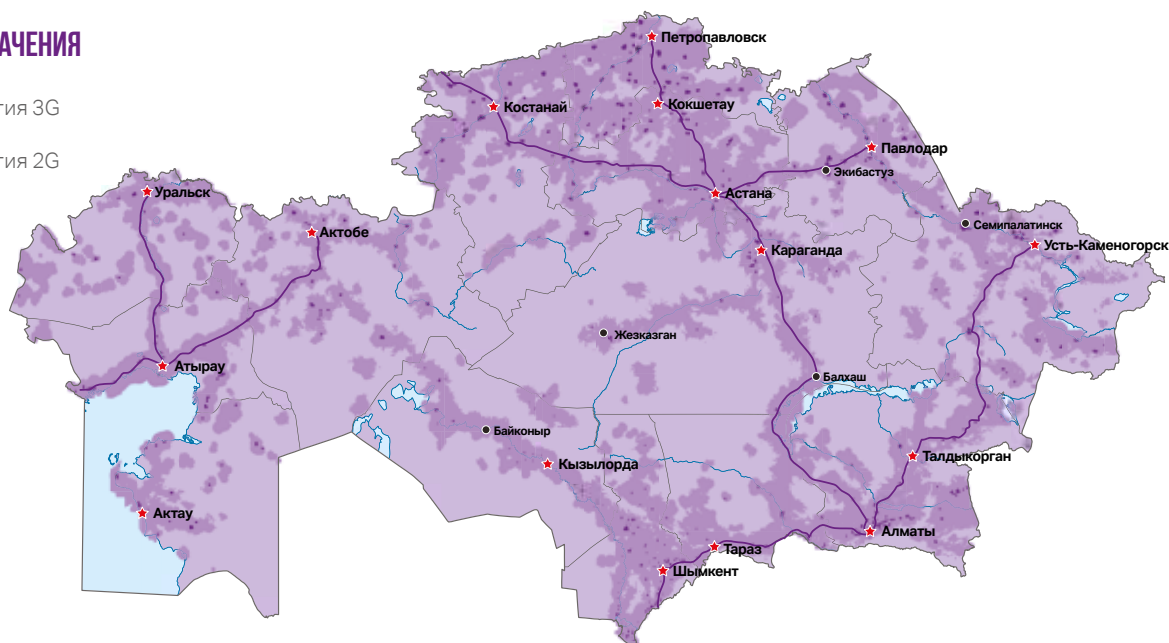 АЧЕНИЯ
тия 3G
тия 2G
Петропавловск
Костанай
Кокшетау
Павлодар
Экибастуз
Уральск
Астана
Актобе
Семипалатинск
Усть-Каменогорск
Караганда
Жезказган
Атырау
Балхаш
Байконыр
Кызылорда
Талдыкорган
Актау
Алматы
Тараз
Шымкент